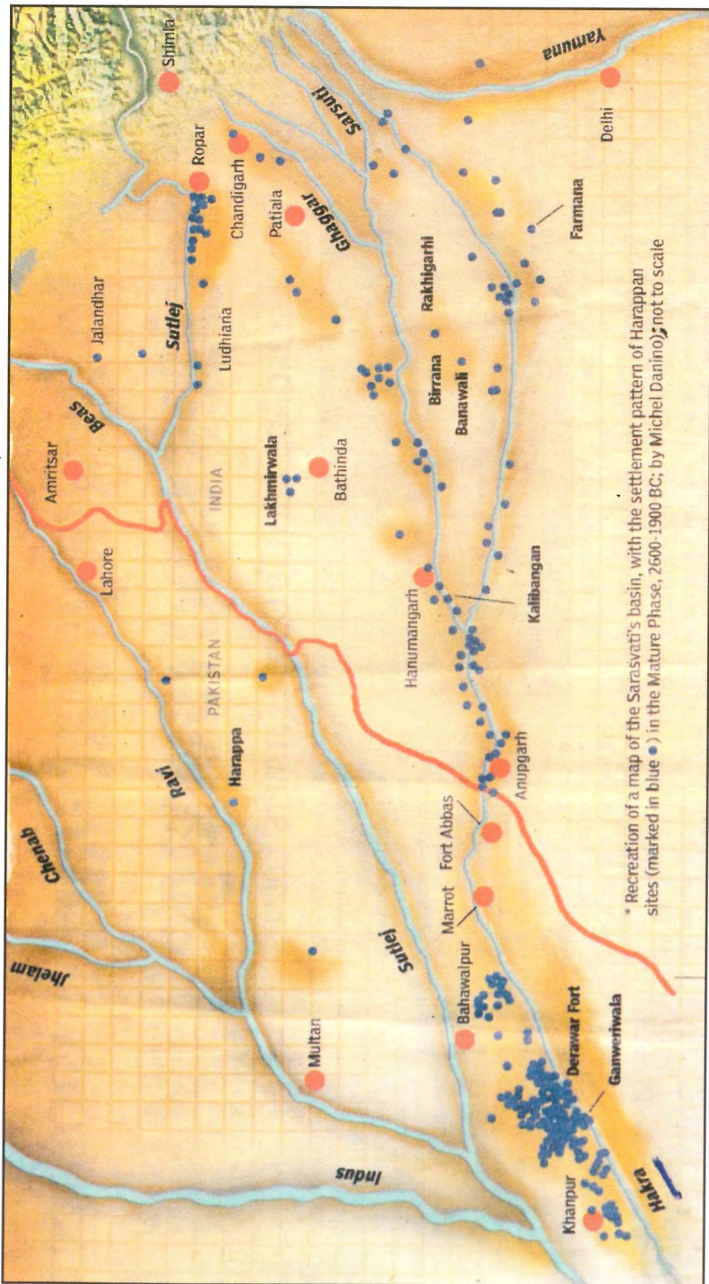 Shimla
Yamuna
Ropar
Sarsuti
Delhi
Chandigarh
Patiala
Ghaggar
Farmana
Jalandhar
Sutlej
Ludhiana
Rakhigarhi
Beas
Birrana
Banawali
Amritsar
INDIA
Lakhmirwala
Bathinda
Lahore
Hanumangarh
Kalibangan
PAKISTAN
Ravi
Harappa
Anupgarh
Chenab
Fort Abbas
Marrot
Jhelam
Sutlej
Bahawalpur
Multan
Derawar Fort
Ganweriwala
Indus
Khanpur
Hakra
* Recreation of a map of the Sarasvati's basin, with the settlement pattern of Harappan
sites (marked in blue ●) in the Mature Phase, 2600-1900 BC; by Michel Danino); not to scale